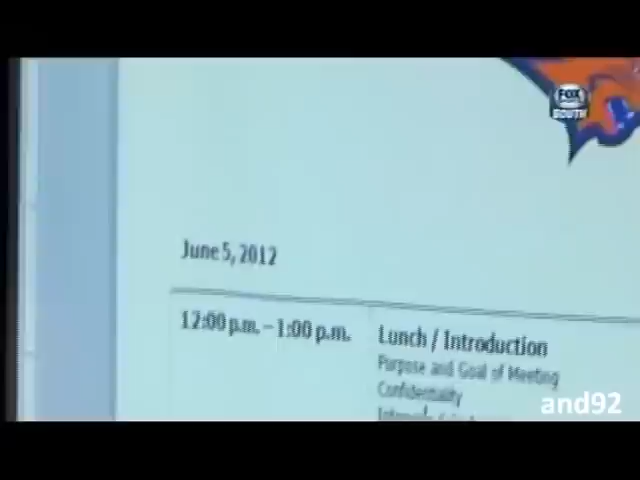 FOX
SOUTH
June 5, 2012
12:00 p.m. – 1:00 p.m.
Lunch / Introduction
Purpose and Goal of Meeting
Confidentiality
and92